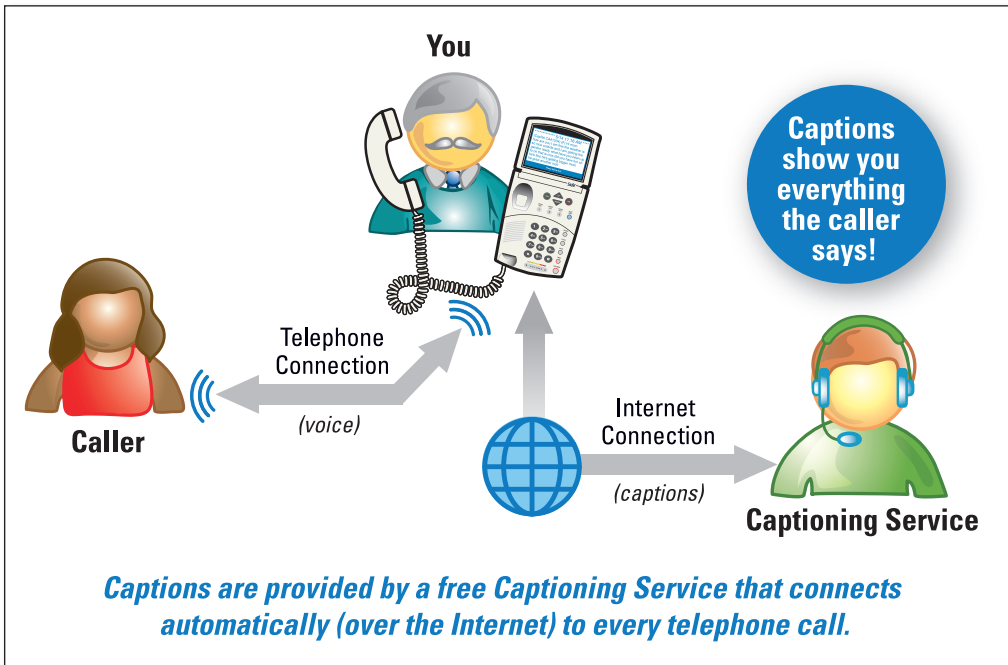 You
Captions
show you
everything
the caller
says!
Telephone
Connection
(voice)
Caller
Internet
Connection
(captions)
Captioning Service
Captions are provided by a free Captioning Service that connects
automatically (over the Internet) to every telephone call.